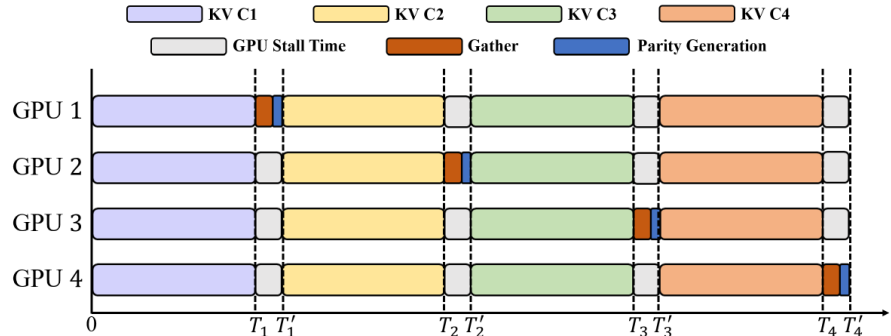 KV C1 KV C2 KV C3 KV C4
GPU Stall Time Gather Parity Generation
GPU 1
GPU 2
GPU 3
GPU 4
0 T₁ T₁′ T₂ T₂′ T₃ T₃′ T₄ T₄′